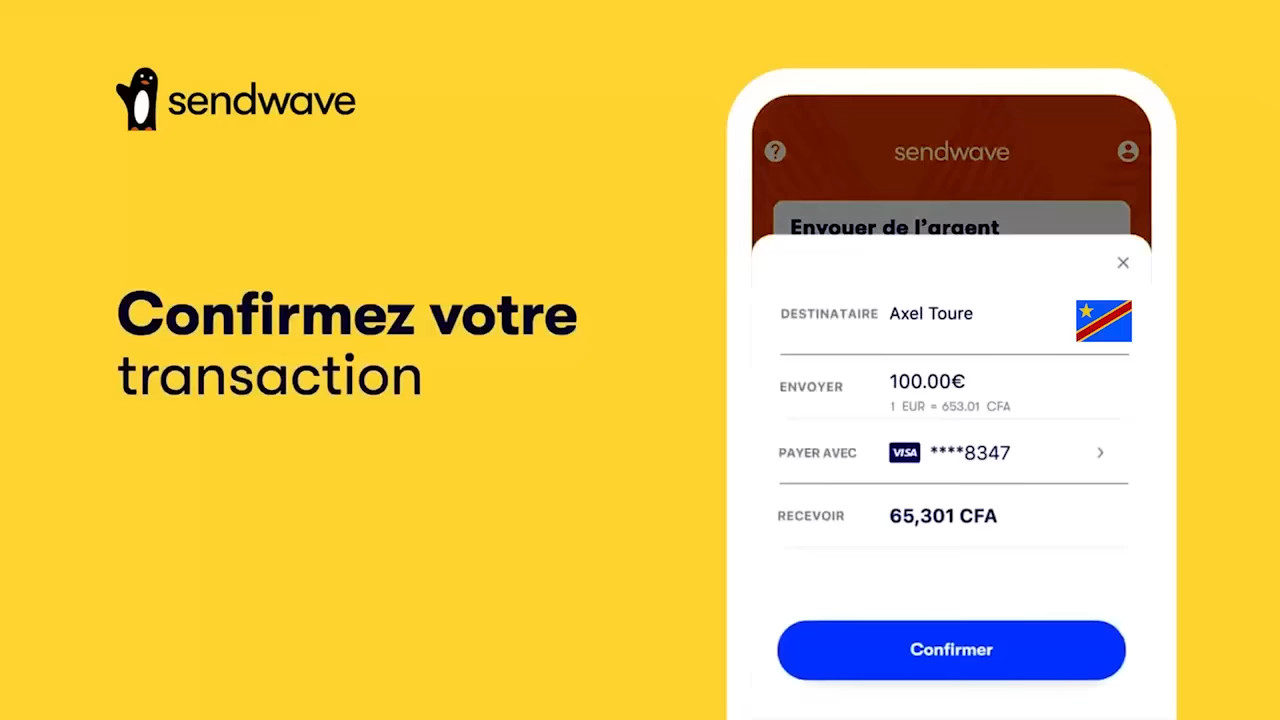 sendwave
Confirmez votre
transaction
sendwave
Envoyer de l'argent
DESTINATAIRE Axel Toure
ENVOYER 100.00€
1 EUR = 653.01 CFA
PAYER AVEC VISA ****8347
RECEVOIR 65,301 CFA
Confirmer